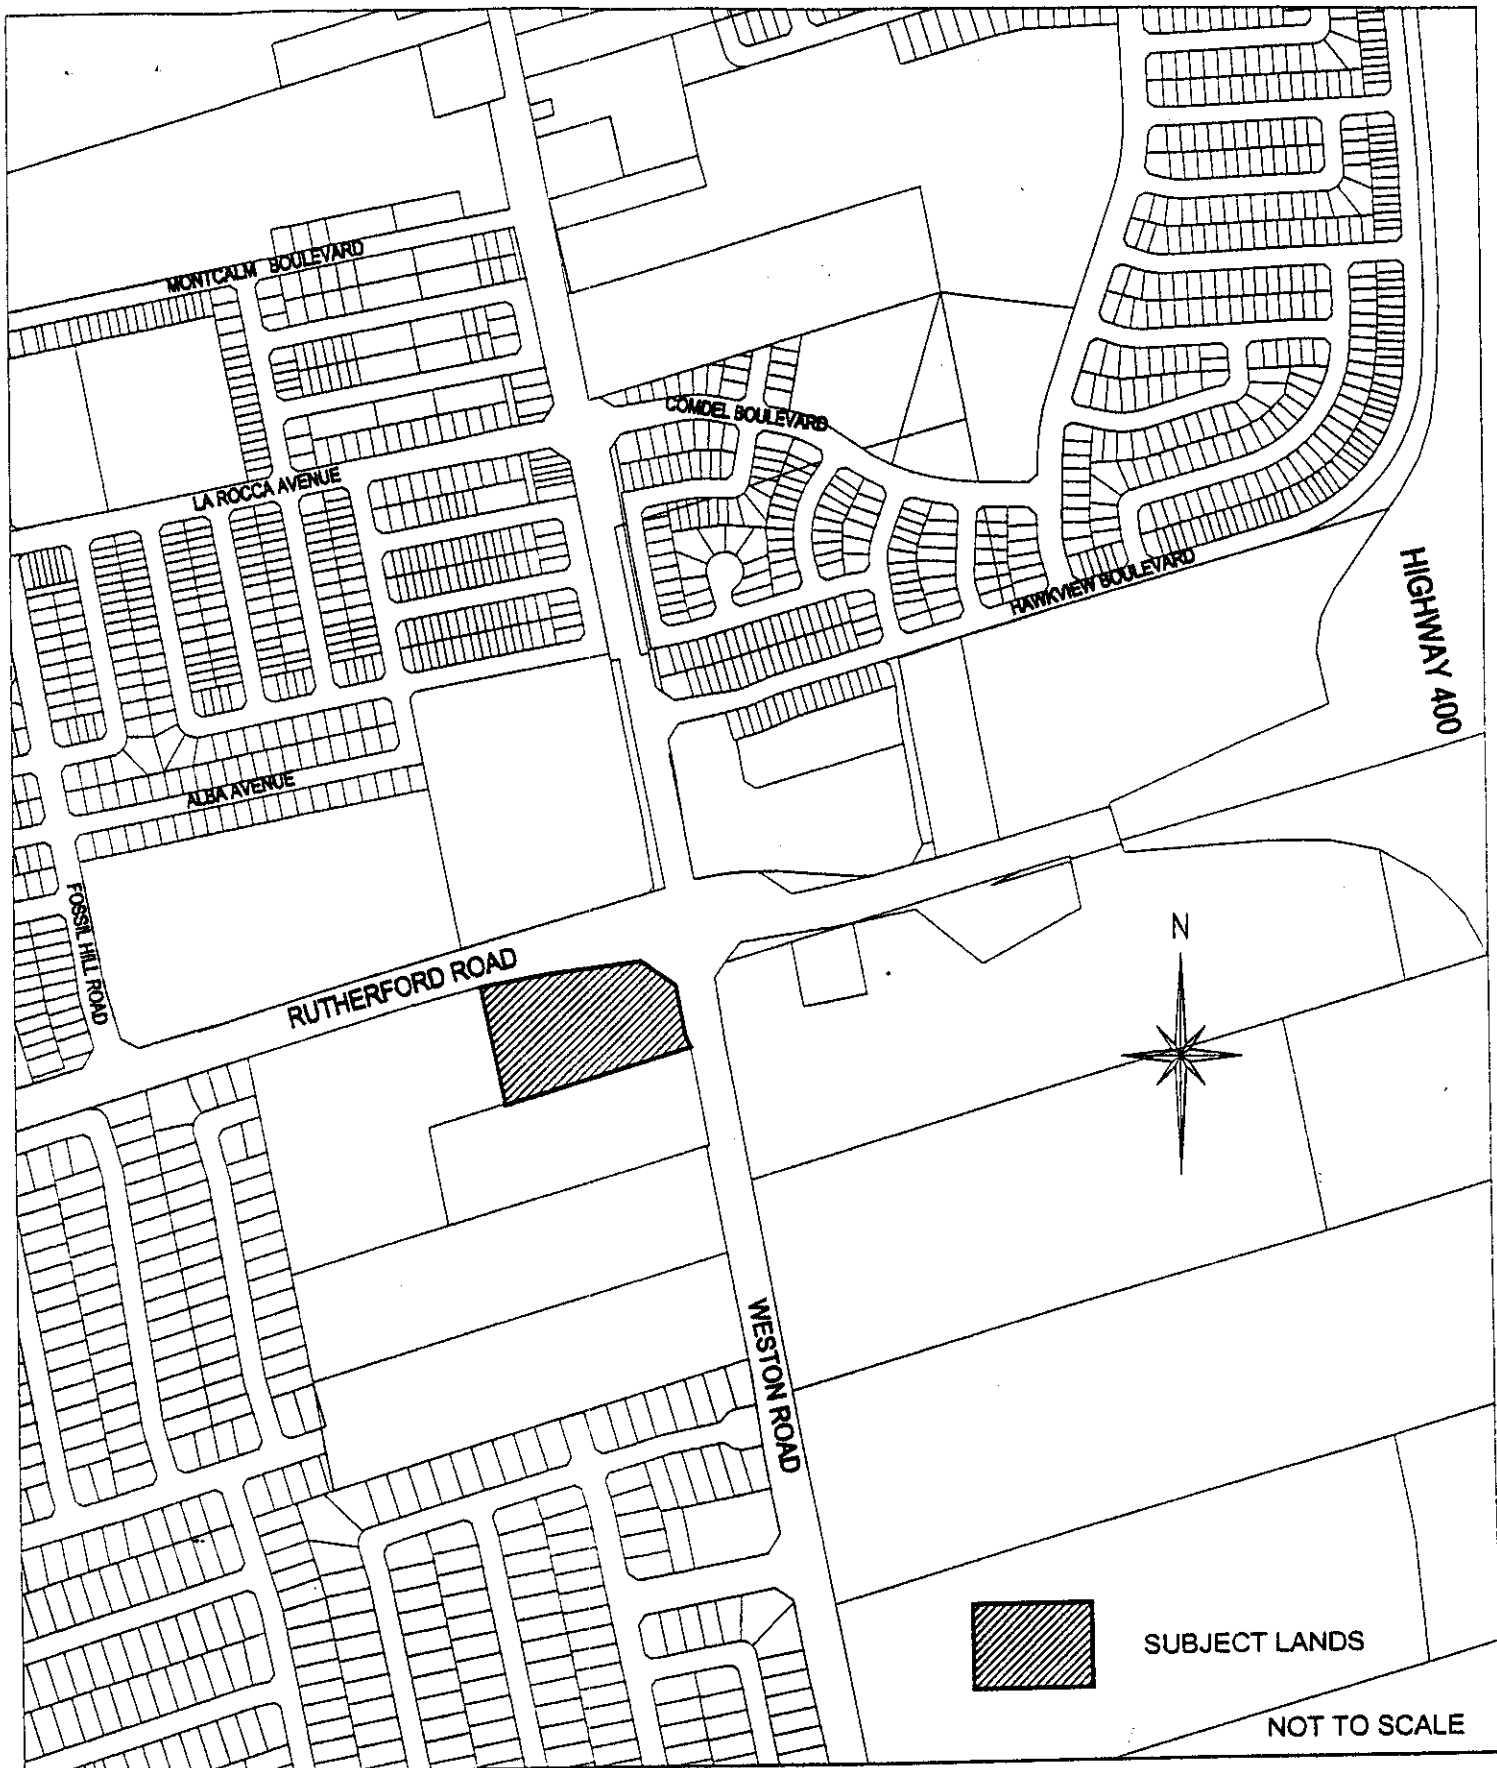 MONTCALM BOULEVARD
COMDEL BOULEVARD
LA ROCCA AVENUE
HAWKVIEW BOULEVARD
HIGHWAY 400
ALBA AVENUE
FOSSIL HILL ROAD
N
RUTHERFORD ROAD
WESTON ROAD
SUBJECT LANDS
NOT TO SCALE